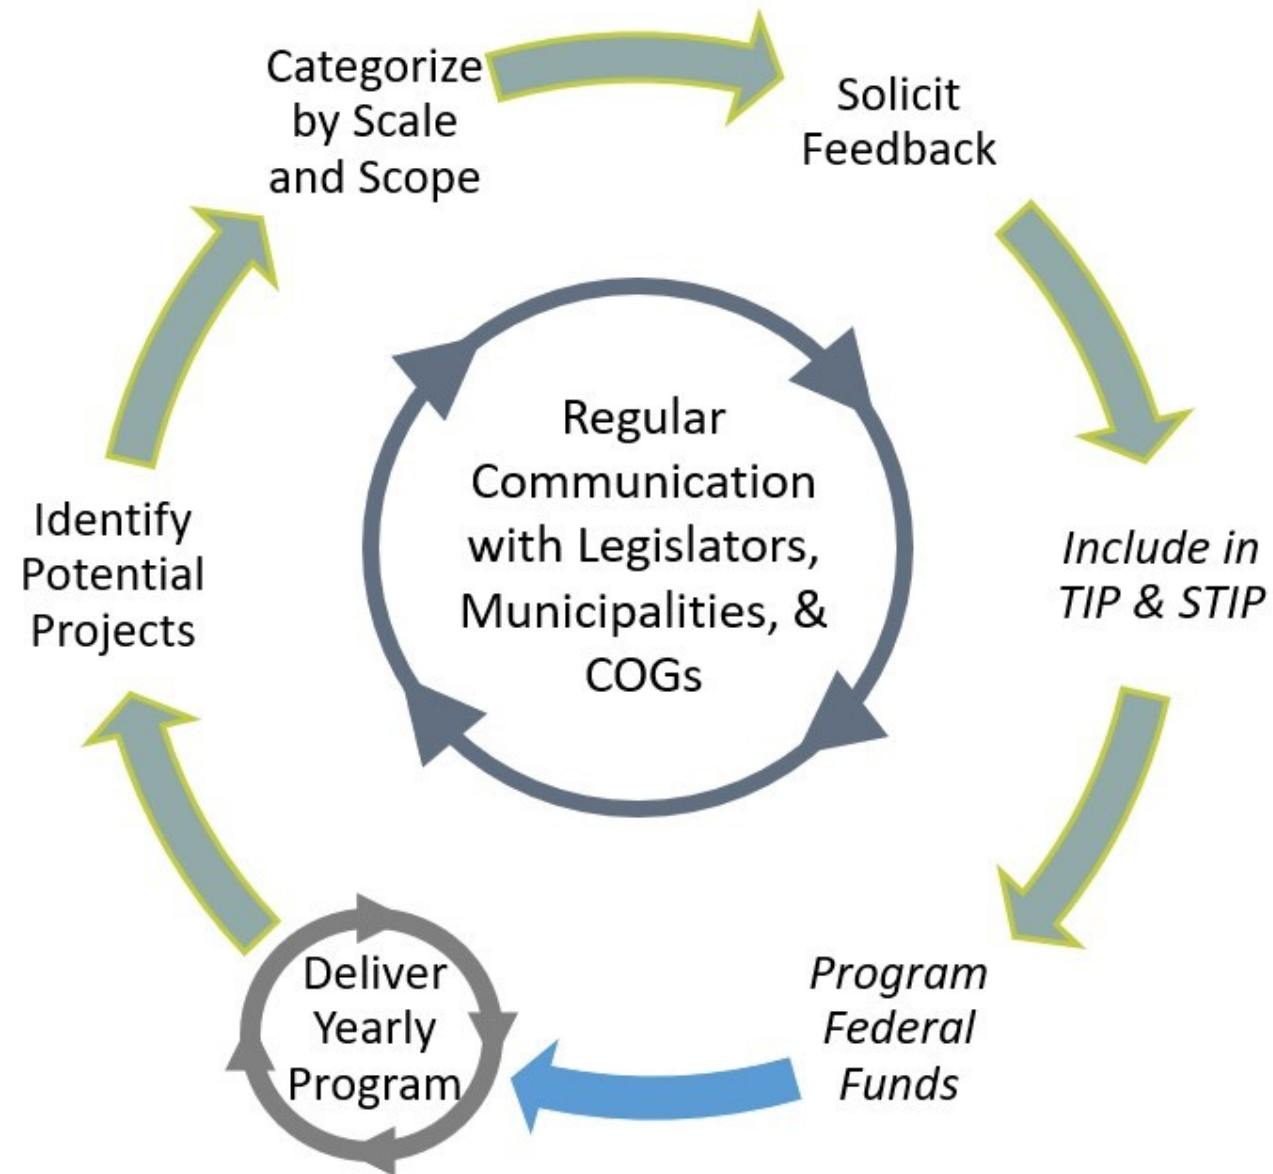 Categorize
by Scale
and Scope
Solicit
Feedback
Regular
Communication
with Legislators,
Municipalities, &
COGs
Identify
Potential
Projects
Include in
TIP & STIP
Deliver
Yearly
Program
Program
Federal
Funds